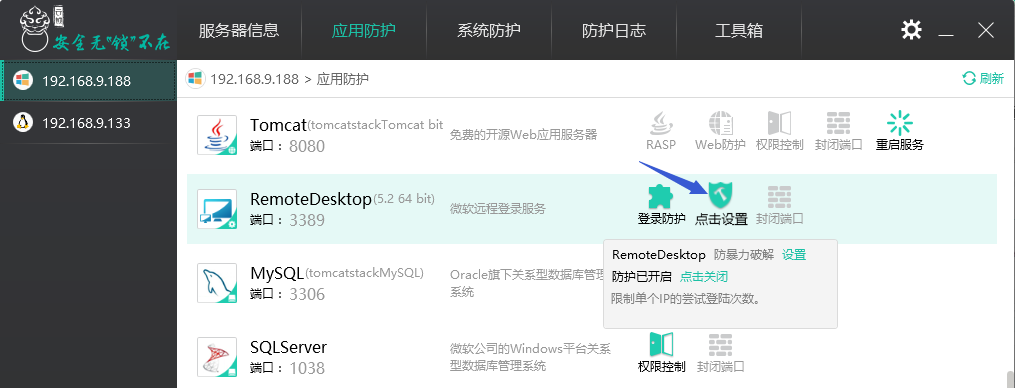 安全无"锁"不在
服务器信息 应用防护 系统防护 防护日志 工具箱
192.168.9.188
192.168.9.133
192.168.9.188 > 应用防护 刷新
Tomcat(tomcatstackTomcat bit
端口： 8080
免费的开源Web应用服务器
RASP Web防护 权限控制 封闭端口 重启服务
RemoteDesktop(5.2 64 bit)
端口： 3389
微软远程登录服务
登录防护 点击设置 封闭端口
RemoteDesktop 防暴力破解 设置
防护已开启 点击关闭
限制单个IP的尝试登陆次数。
MySQL(tomcatstackMySQL)
端口： 3306
Oracle旗下关系型数据库管理
系统
SQLServer
端口： 1038
微软公司的Windows平台关系
型数据库管理系统
权限控制 封闭端口